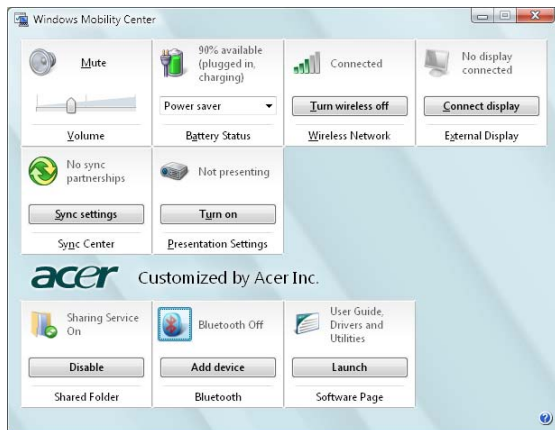 Windows Mobility Center
Mute
Volume
90% available
(plugged in,
charging)
Power saver
Battery Status
Connected
Turn wireless off
Wireless Network
No display
connected
Connect display
External Display
No sync
partnerships
Sync settings
Sync Center
Not presenting
Turn on
Presentation Settings
acer Customized by Acer Inc.
Sharing Service
On
Disable
Shared Folder
Bluetooth Off
Add device
Bluetooth
User Guide,
Drivers and
Utilities
Launch
Software Page
?